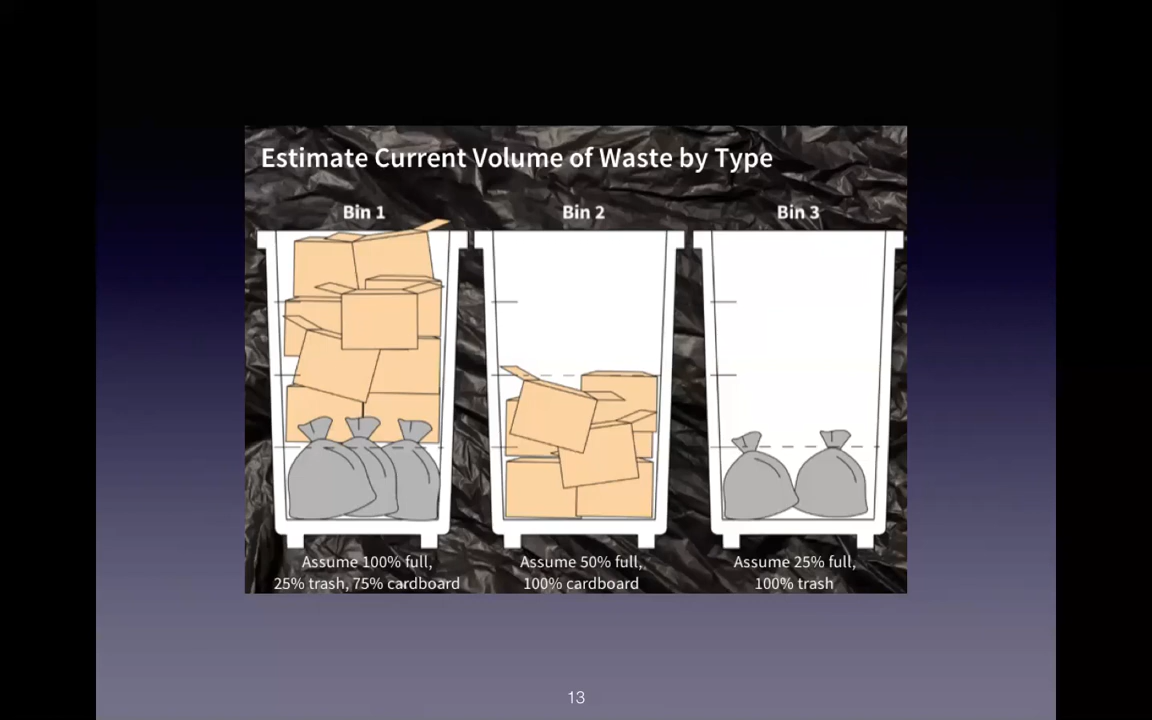 Estimate Current Volume of Waste by Type
Bin 1
Bin 2
Bin 3
Assume 100% full,
25% trash, 75% cardboard
Assume 50% full,
100% cardboard
Assume 25% full,
100% trash
13